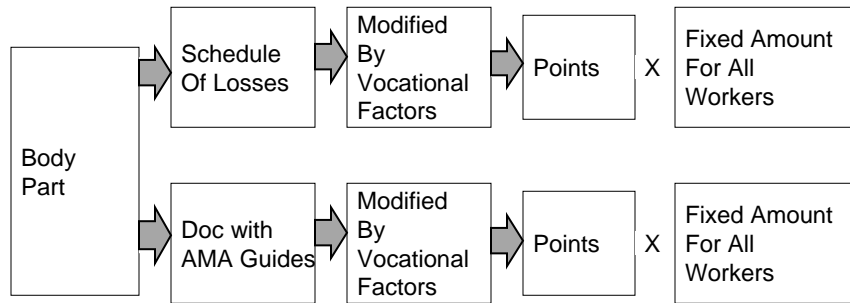 Body
Part
Schedule
Of Losses
Modified
By
Vocational
Factors
Points
X
Fixed Amount
For All
Workers
Doc with
AMA Guides
Modified
By
Vocational
Factors
Points
X
Fixed Amount
For All
Workers